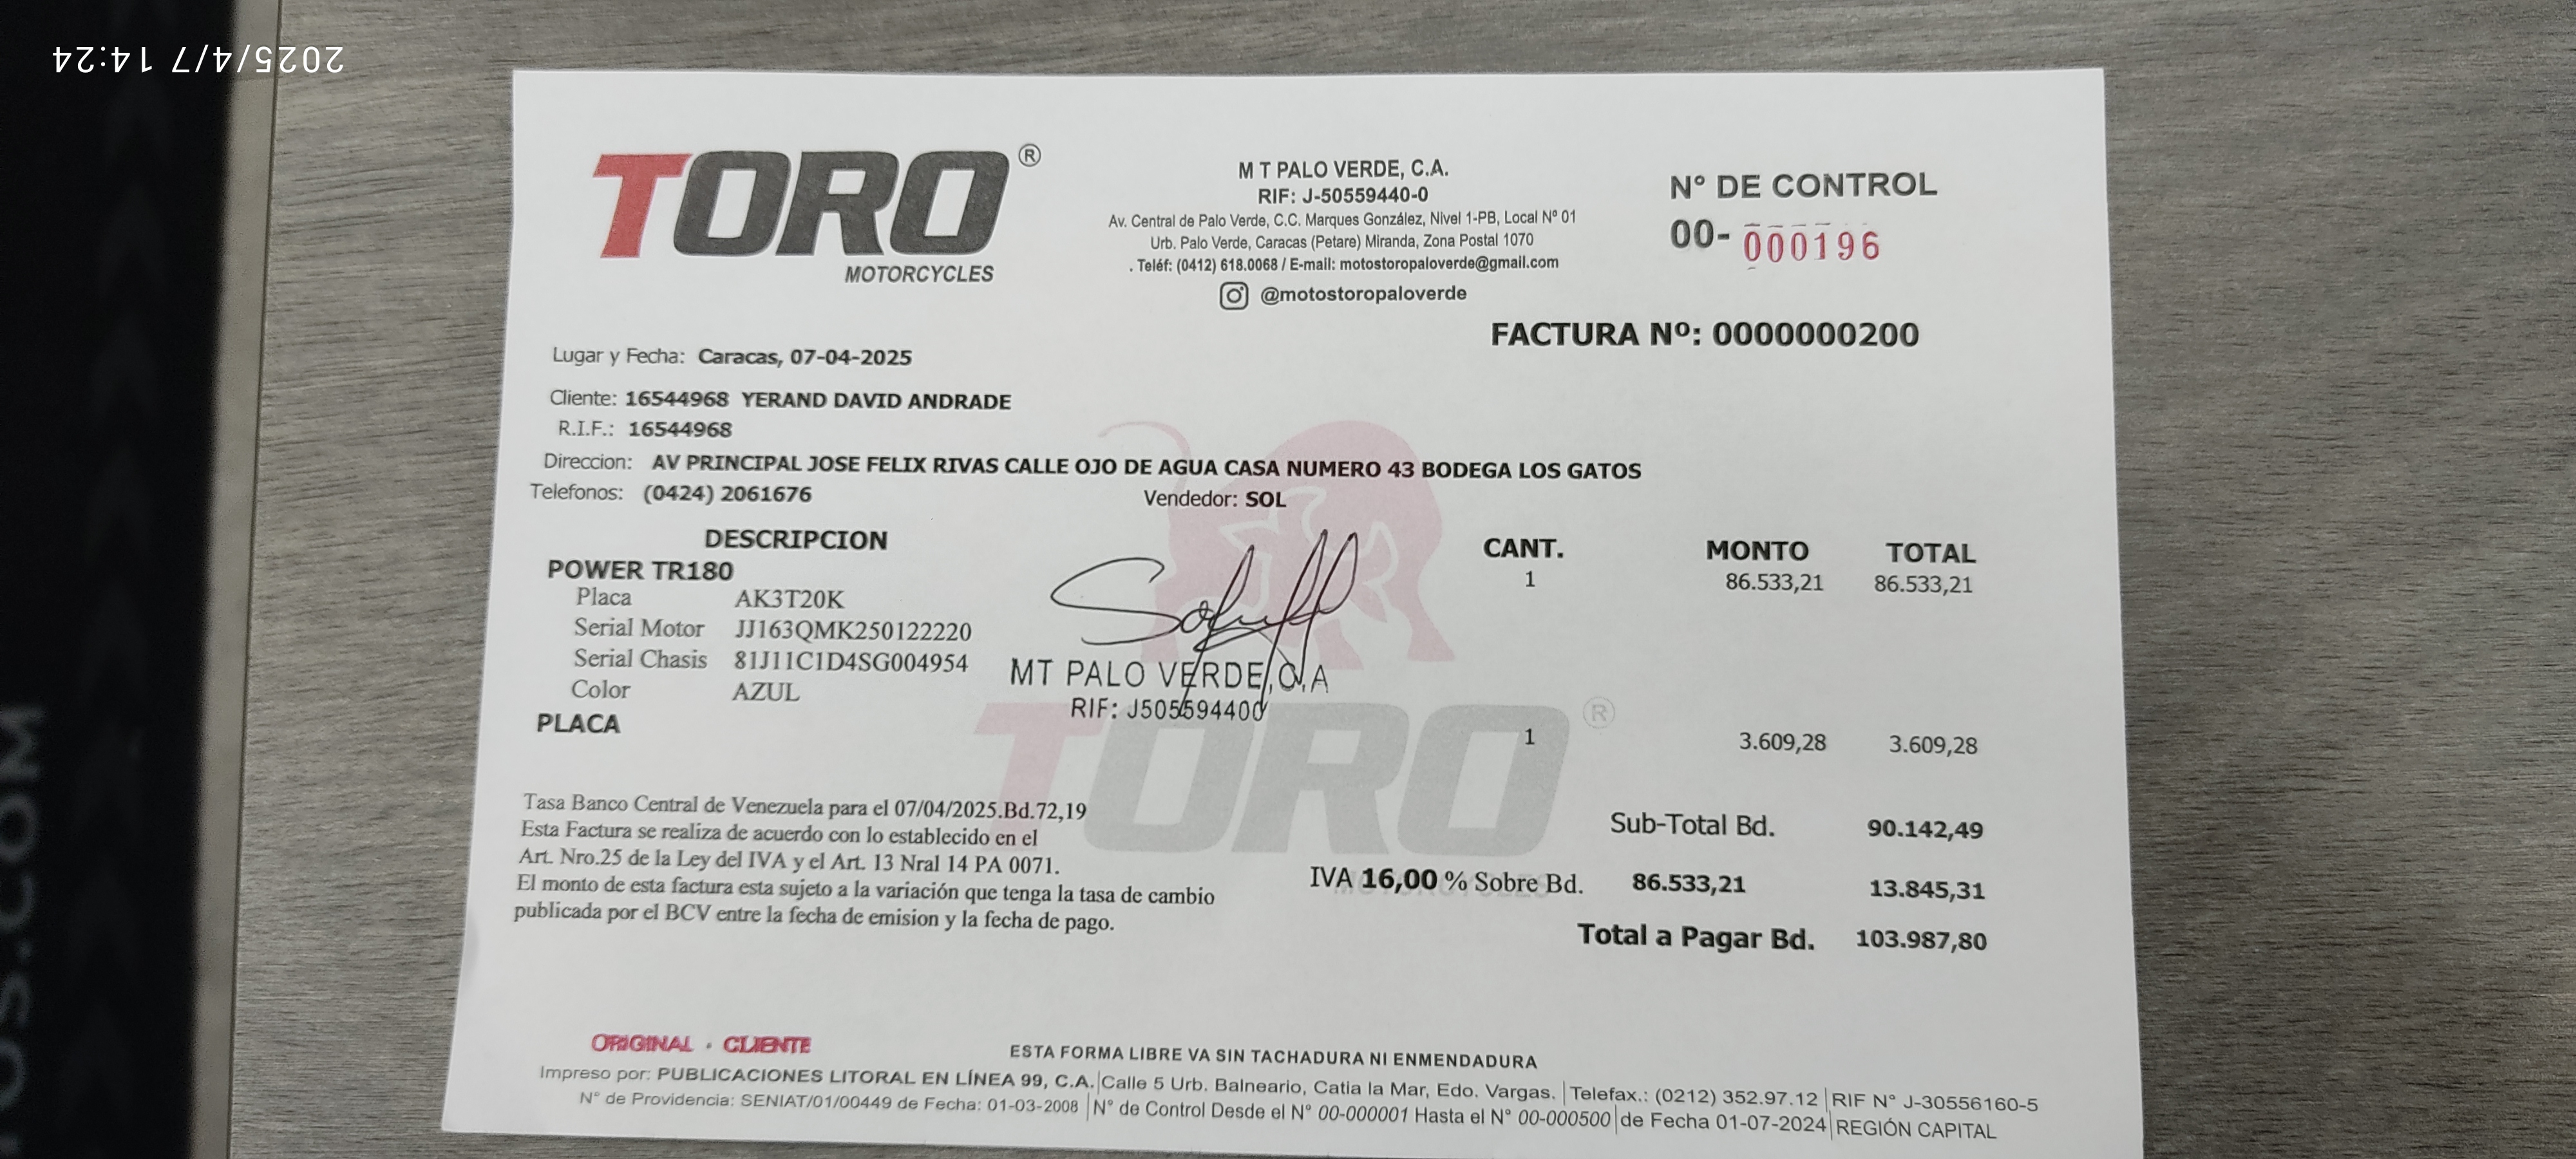 2025/4/7 14:24
TORO®
MOTORCYCLES
M T PALO VERDE, C.A.
RIF: J-50559440-0
Av. Central de Palo Verde, C.C. Marques González, Nivel 1-PB, Local Nº 01
Urb. Palo Verde, Caracas (Petare) Miranda, Zona Postal 1070
. Teléf: (0412) 618.0068 / E-mail: motostoropaloverde@gmail.com
@motostoropaloverde
N° DE CONTROL
00- 000196
FACTURA Nº: 0000000200
Lugar y Fecha: Caracas, 07-04-2025
Cliente: 16544968 YERAND DAVID ANDRADE
R.I.F.: 16544968
Direccion: AV PRINCIPAL JOSE FELIX RIVAS CALLE OJO DE AGUA CASA NUMERO 43 BODEGA LOS GATOS
Telefonos: (0424) 2061676 Vendedor: SOL
DESCRIPCION CANT. MONTO TOTAL
POWER TR180 1 86.533,21 86.533,21
Placa AK3T20K
Serial Motor JJ163QMK250122220
Serial Chasis 81J11C1D4SG004954
Color AZUL
MT PALO VERDE, C.A
RIF: J505594400
PLACA 1 3.609,28 3.609,28
TORO®
Tasa Banco Central de Venezuela para el 07/04/2025.Bd.72,19
Esta Factura se realiza de acuerdo con lo establecido en el
Art. Nro.25 de la Ley del IVA y el Art. 13 Nral 14 PA 0071.
El monto de esta factura esta sujeto a la variación que tenga la tasa de cambio
publicada por el BCV entre la fecha de emision y la fecha de pago.
Sub-Total Bd. 90.142,49
IVA 16,00 % Sobre Bd. 86.533,21 13.845,31
Total a Pagar Bd. 103.987,80
ORIGINAL - CLIENTE
ESTA FORMA LIBRE VA SIN TACHADURA NI ENMENDADURA
Impreso por: PUBLICACIONES LITORAL EN LÍNEA 99, C.A. | Calle 5 Urb. Balneario, Catia la Mar, Edo. Vargas. | Telefax.: (0212) 352.97.12 | RIF N° J-30556160-5
N° de Providencia: SENIAT/01/00449 de Fecha: 01-03-2008 | N° de Control Desde el N° 00-000001 Hasta el N° 00-000500 | de Fecha 01-07-2024 | REGIÓN CAPITAL